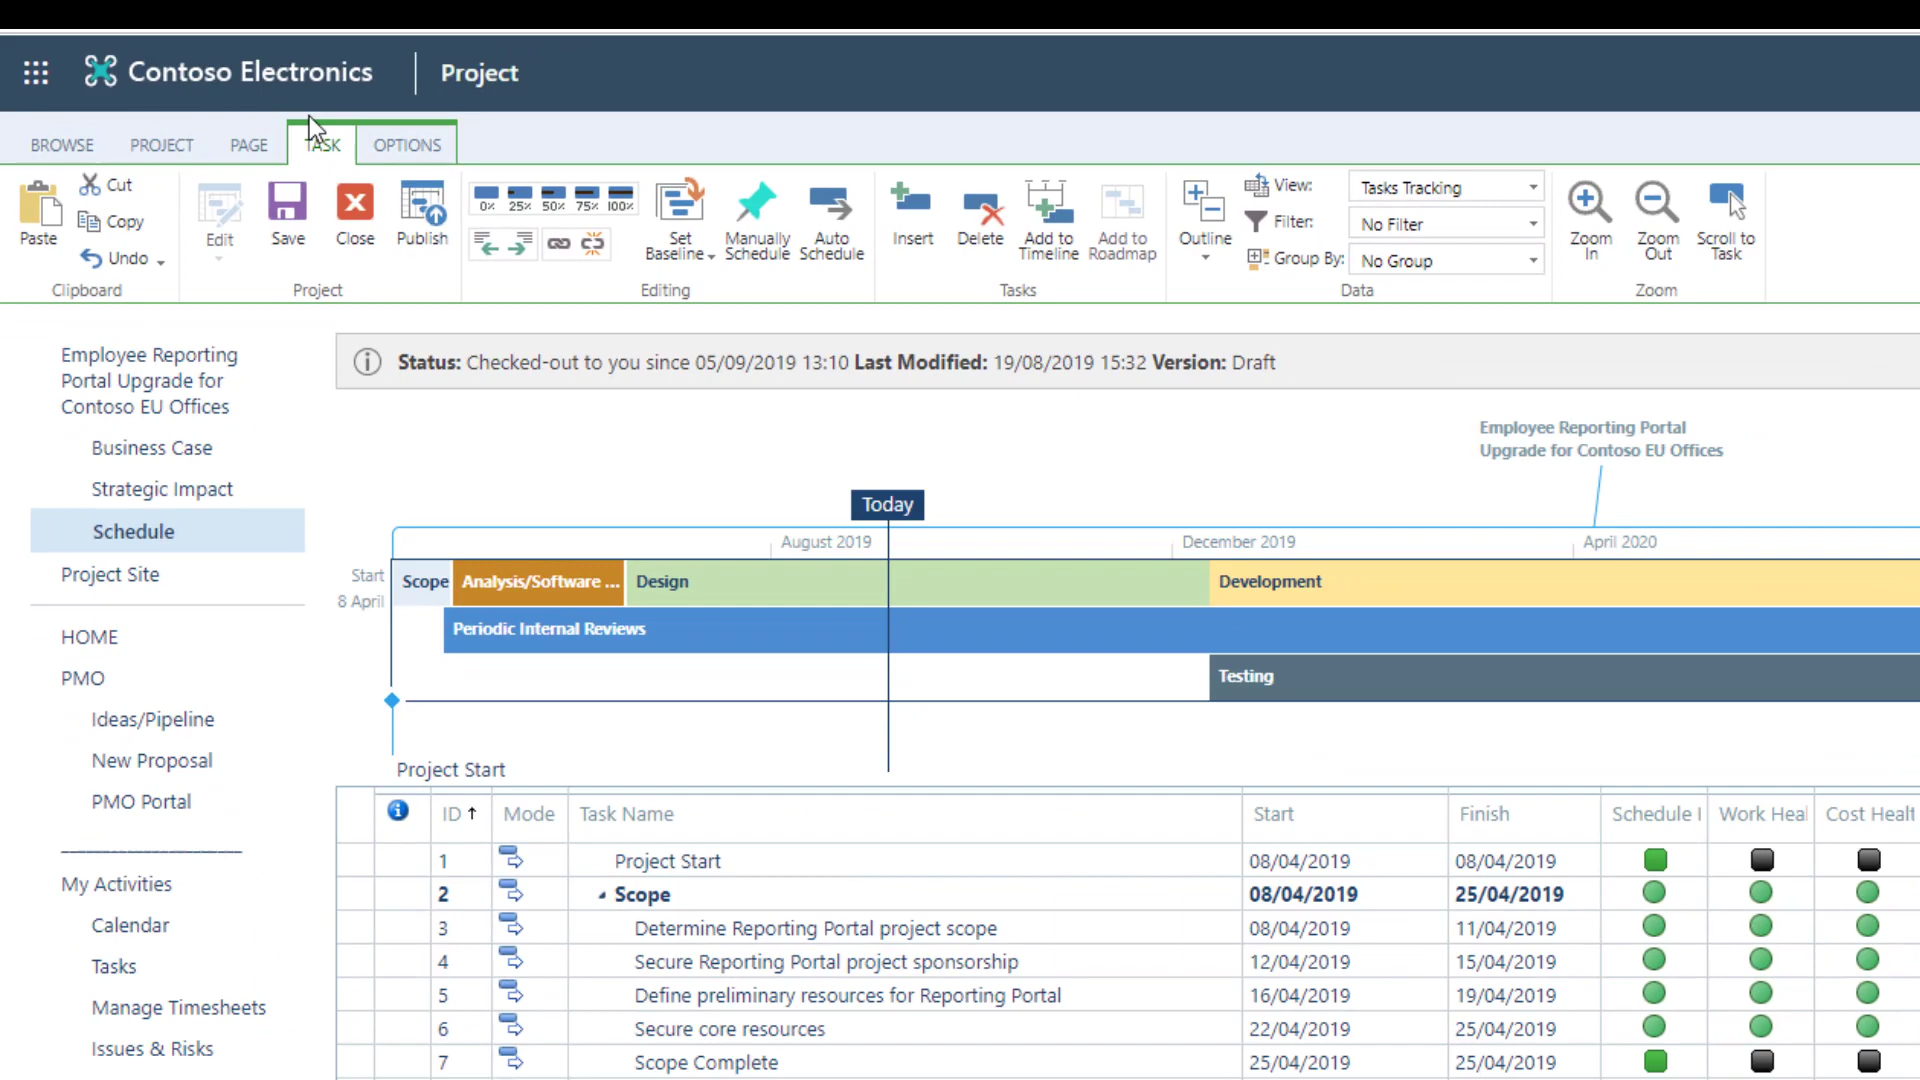 Contoso Electronics
Project
BROWSE PROJECT PAGE TASK OPTIONS
Paste
Cut
Copy
Undo
Clipboard
Edit
Save
Close
Publish
Project
0% 25% 50% 75% 100%
Set Baseline
Manually Schedule
Auto Schedule
Editing
Insert
Delete
Add to Timeline
Add to Roadmap
Tasks
Outline
View: Tasks Tracking
Filter: No Filter
Group By: No Group
Data
Zoom In
Zoom Out
Scroll to Task
Zoom
Employee Reporting
Portal Upgrade for
Contoso EU Offices
Business Case
Strategic Impact
Schedule
Project Site
HOME
PMO
Ideas/Pipeline
New Proposal
PMO Portal
My Activities
Calendar
Tasks
Manage Timesheets
Issues & Risks
Status: Checked-out to you since 05/09/2019 13:10 Last Modified: 19/08/2019 15:32 Version: Draft
Employee Reporting Portal
Upgrade for Contoso EU Offices
Today
August 2019 December 2019 April 2020
Start
8 April
Scope Analysis/Software ... Design Development
Periodic Internal Reviews
Testing
Project Start
ID Mode Task Name Start Finish Schedule Work Heal Cost Healt
1 Project Start 08/04/2019 08/04/2019
2 Scope 08/04/2019 25/04/2019
3 Determine Reporting Portal project scope 08/04/2019 11/04/2019
4 Secure Reporting Portal project sponsorship 12/04/2019 15/04/2019
5 Define preliminary resources for Reporting Portal 16/04/2019 19/04/2019
6 Secure core resources 22/04/2019 25/04/2019
7 Scope Complete 25/04/2019 25/04/2019